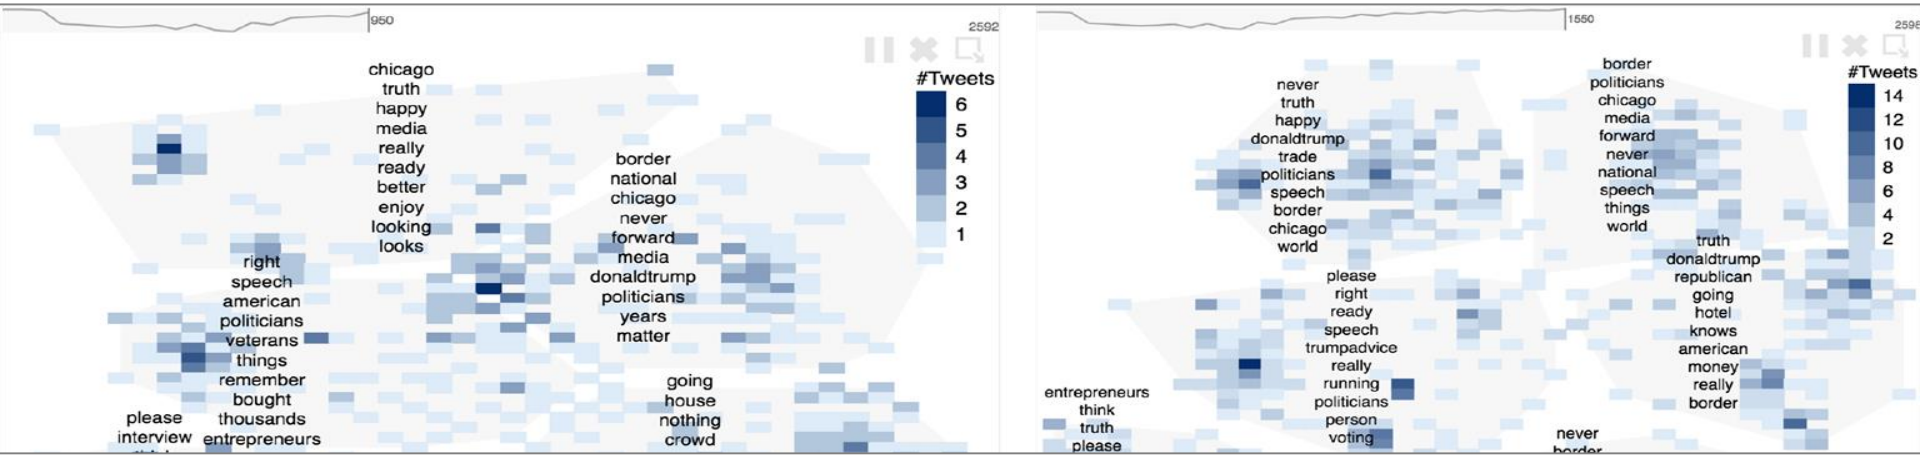 950
2592
#Tweets
6
5
4
3
2
1
chicago
truth
happy
media
really
ready
better
enjoy
looking
looks
border
national
chicago
never
forward
media
donaldtrump
politicians
years
matter
right
speech
american
politicians
veterans
things
remember
bought
thousands
entrepreneurs
please
interview
going
house
nothing
crowd
1550
#Tweets
14
12
10
8
6
4
2
never
truth
happy
donaldtrump
trade
politicians
speech
border
chicago
world
border
politicians
chicago
media
forward
never
national
speech
things
world
truth
donaldtrump
republican
going
hotel
knows
american
money
really
border
please
right
ready
speech
trumpadvice
really
running
politicians
person
voting
entrepreneurs
think
truth
please
never
border